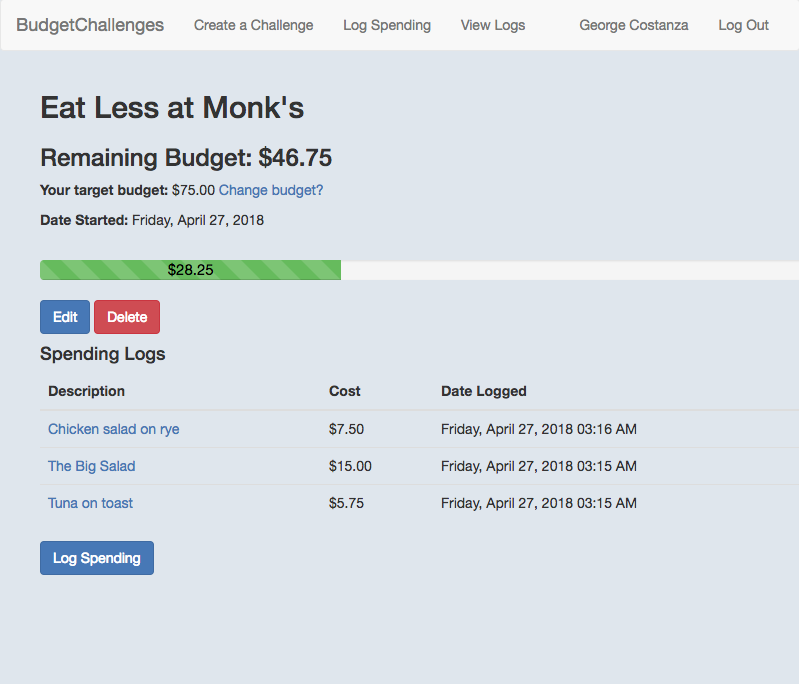 BudgetChallenges Create a Challenge Log Spending View Logs George Costanza Log Out
Eat Less at Monk's
Remaining Budget: $46.75
Your target budget: $75.00 Change budget?
Date Started: Friday, April 27, 2018
$28.25
Edit Delete
Spending Logs
Description Cost Date Logged
Chicken salad on rye $7.50 Friday, April 27, 2018 03:16 AM
The Big Salad $15.00 Friday, April 27, 2018 03:15 AM
Tuna on toast $5.75 Friday, April 27, 2018 03:15 AM
Log Spending